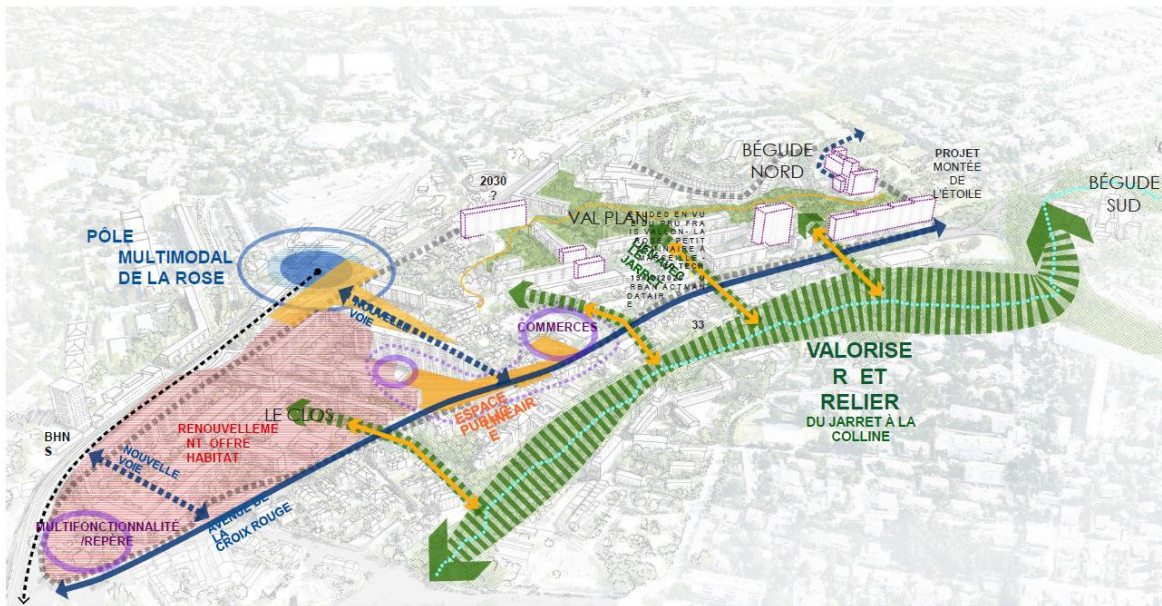 BÉGUDE
NORD
PROJET
MONTÉE
DE
L'ÉTOILE
BÉGUDE
SUD
2030
?
VAL PLAN
PÔLE
MULTIMODAL
DE LA ROSE
NOUVELLE
VOIE
JARRET
COMMERCES
33
VALORISE
R ET
RELIER
DU JARRET À LA
COLLINE
LE CLOS
ESPACE
PUBLIC
RENOUVELLEME
NT OFFRE
HABITAT
BHN
S
NOUVELLE
VOIE
AVENUE DE
LA
CROIX ROUGE
MULTIFONCTIONNALITÉ
/REPÈRE